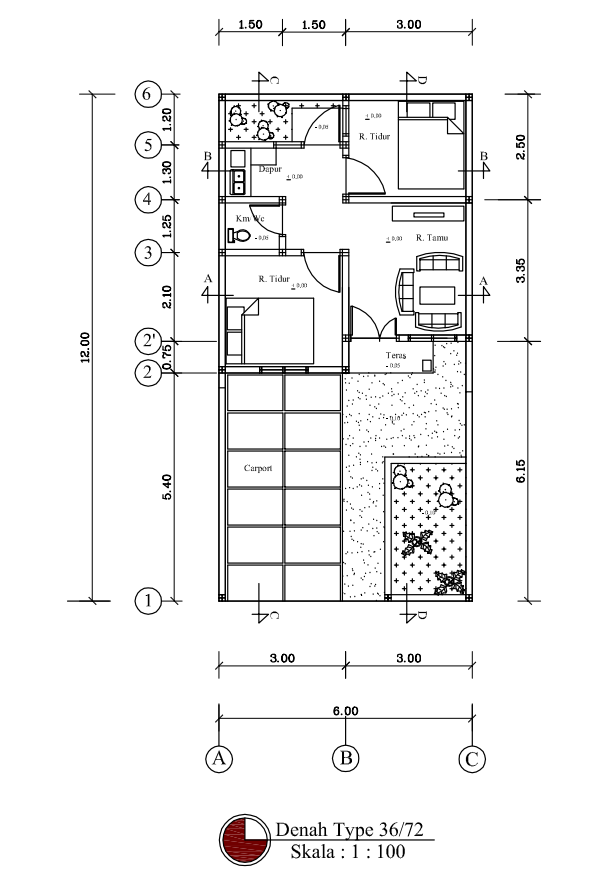 1.50 1.50 3.00
C D
6
1.20
± 0,00
R. Tidur
- 0,05
2.50
5
B B
Dapur
± 0,00
1.30
4
Km/Wc
- 0,05
1.25
± 0,00
R. Tamu
3
3.35
R. Tidur
± 0,00
A A
2.10
12.00
2'
0.75
Teras
- 0,05
2
- 0,10
Carport
5.40
6.15
1
C D
3.00 3.00
6.00
A B C
Denah Type 36/72
Skala : 1 : 100